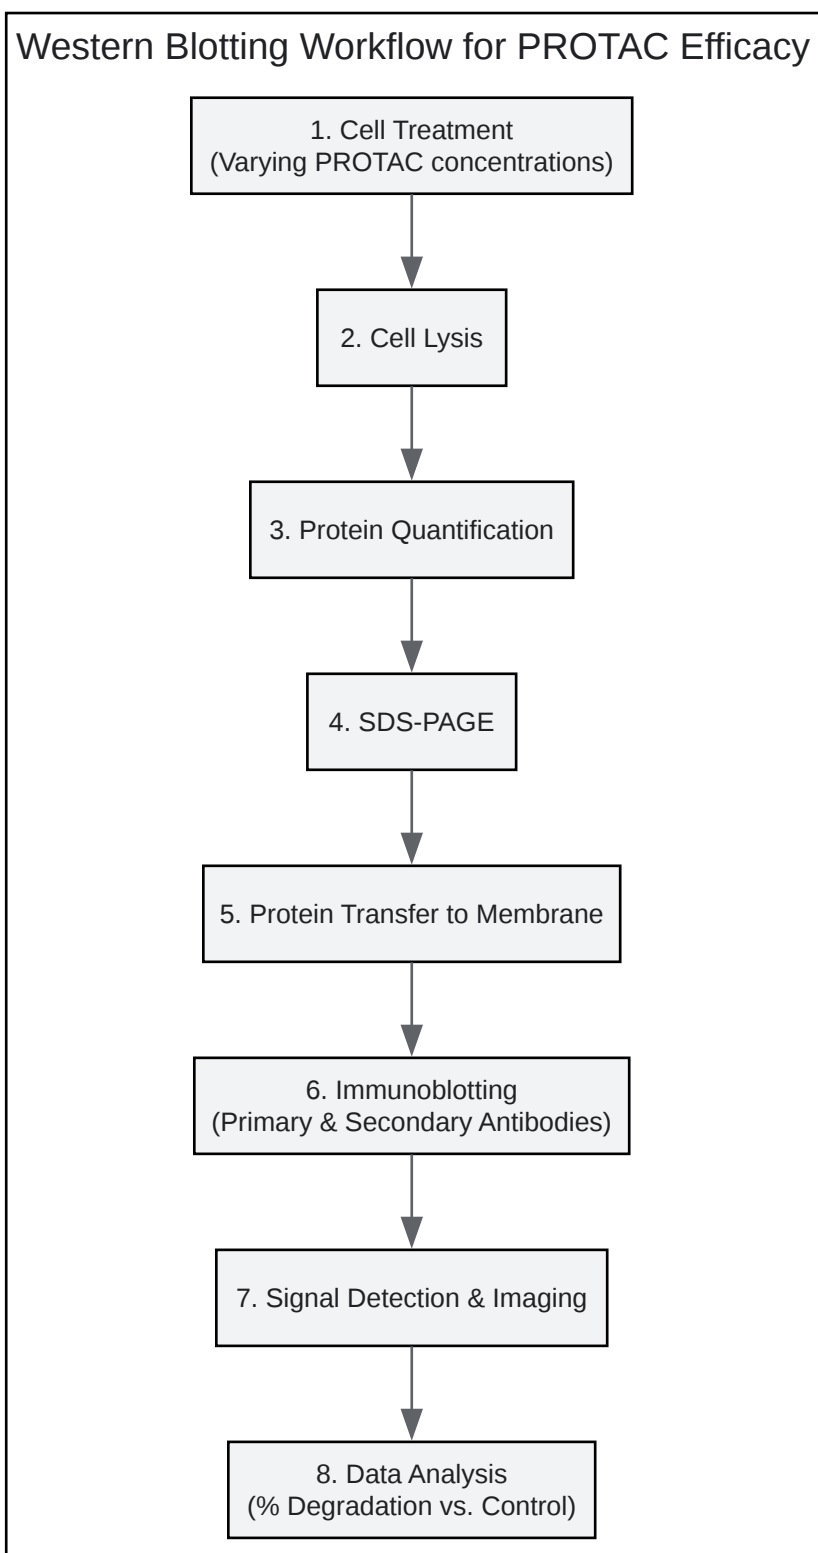 Western Blotting Workflow for PROTAC Efficacy
1. Cell Treatment
(Varying PROTAC concentrations)
2. Cell Lysis
3. Protein Quantification
4. SDS-PAGE
5. Protein Transfer to Membrane
6. Immunoblotting
(Primary & Secondary Antibodies)
7. Signal Detection & Imaging
8. Data Analysis
(% Degradation vs. Control)